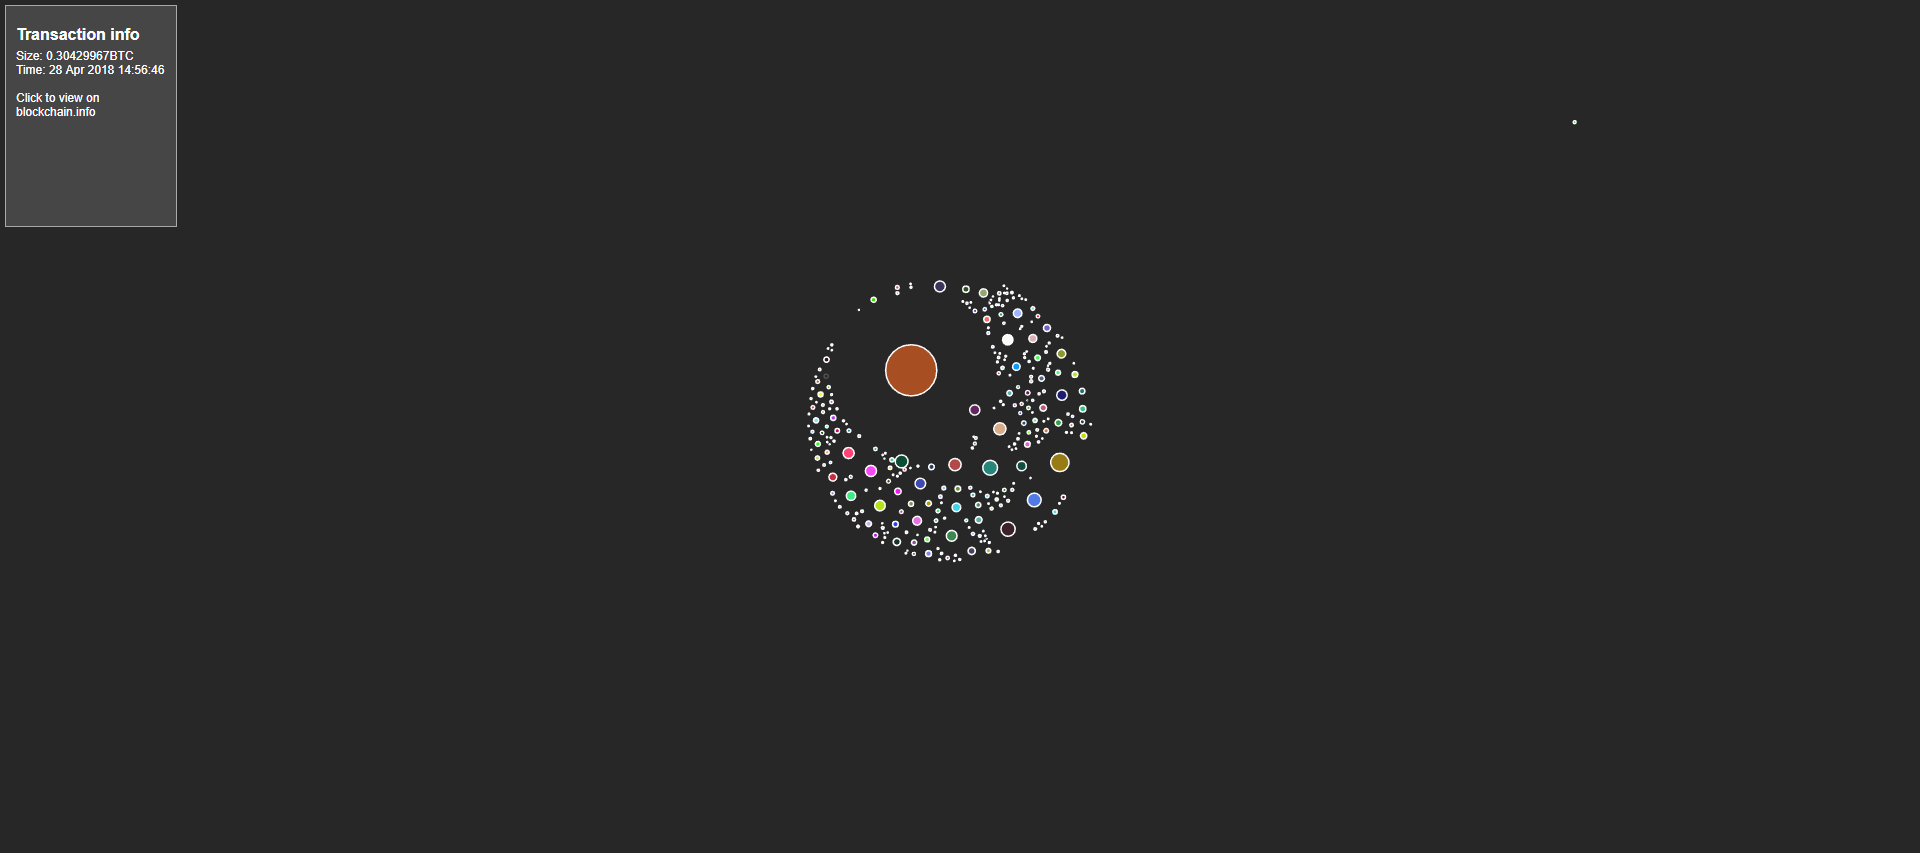 Transaction info
Size: 0.30429967BTC
Time: 28 Apr 2018 14:56:46
Click to view on
blockchain.info